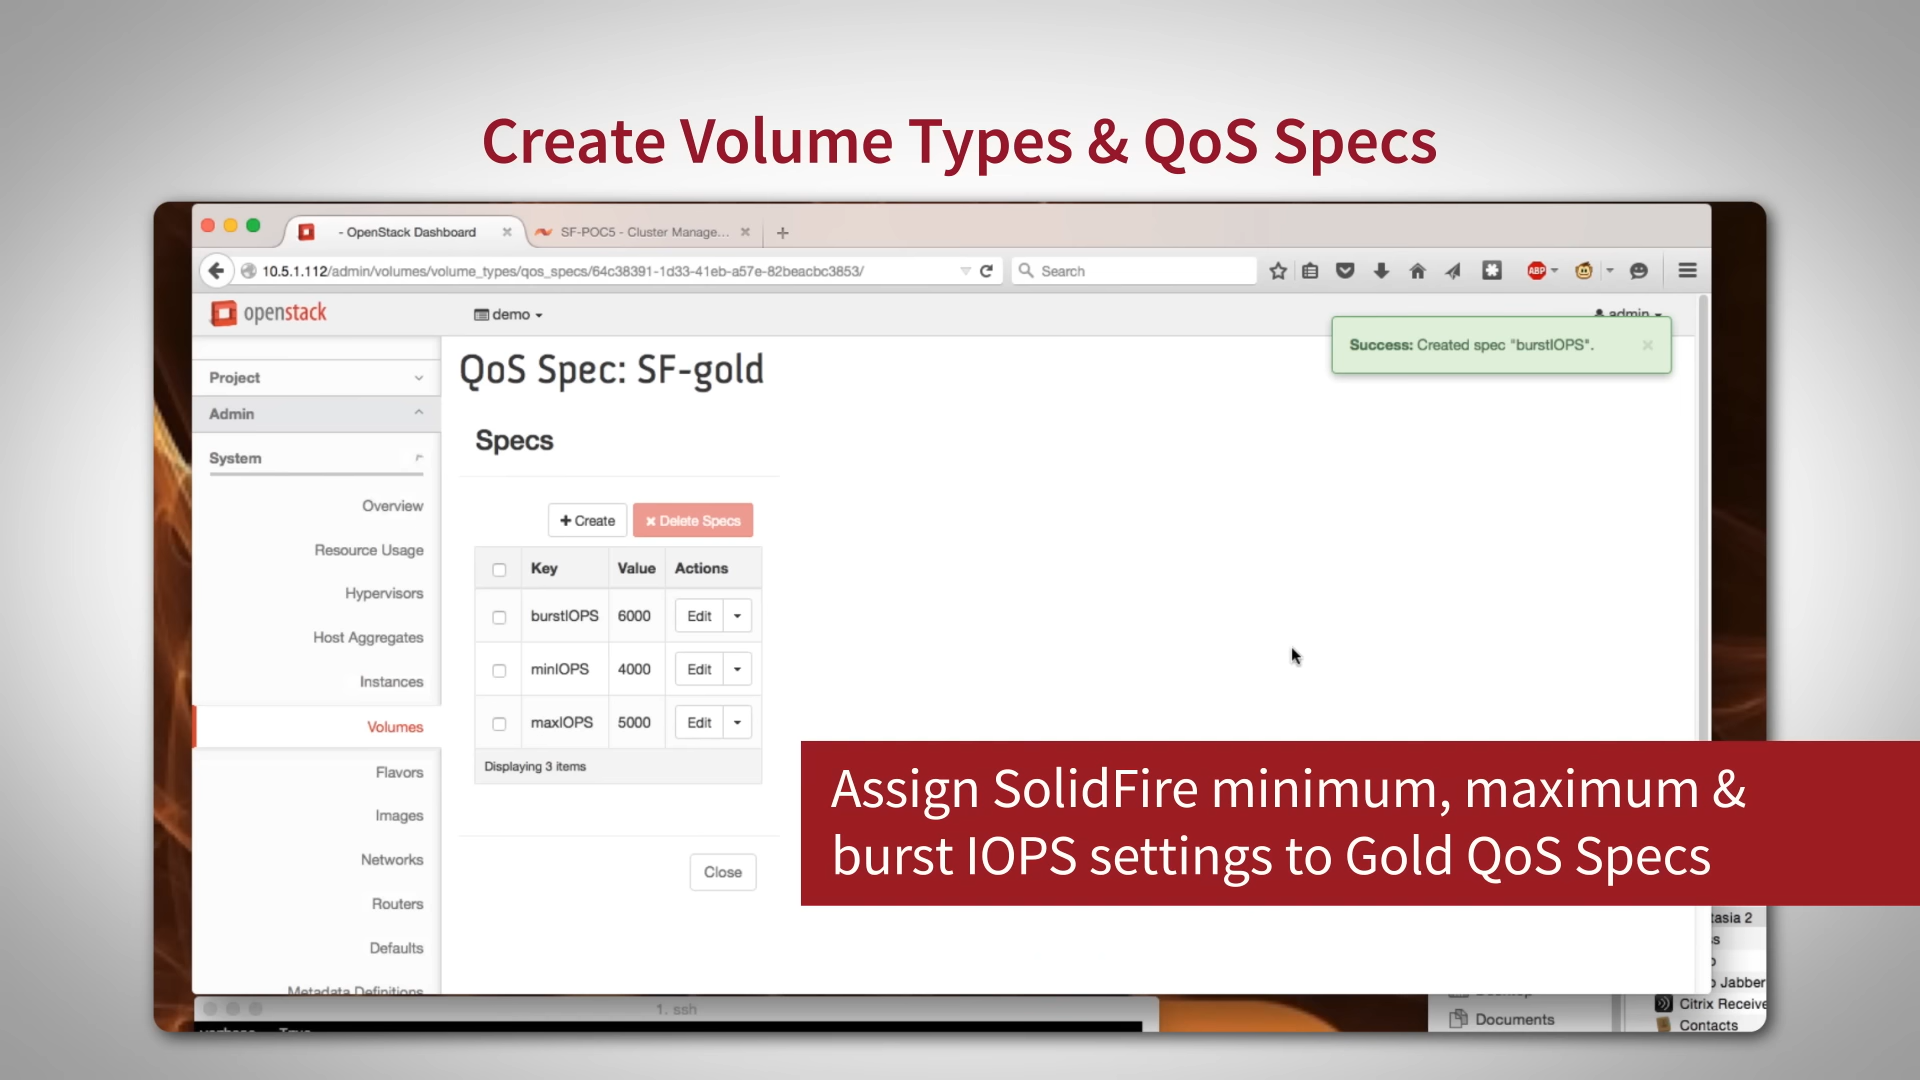 Create Volume Types & QoS Specs
- OpenStack Dashboard
SF-POC5 - Cluster Manage...
10.5.1.112/admin/volumes/volume_types/qos_specs/64c38391-1d33-41eb-a57e-82beacbc3853/
Search
ABP
openstack
demo
admin
Success: Created spec "burstIOPS".
QoS Spec: SF-gold
Project
Admin
System
Overview
Resource Usage
Hypervisors
Host Aggregates
Instances
Volumes
Flavors
Images
Networks
Routers
Defaults
Metadata Definitions
Specs
+ Create
Delete Specs
Key Value Actions
burstIOPS 6000 Edit
minIOPS 4000 Edit
maxIOPS 5000 Edit
Displaying 3 items
Close
Assign SolidFire minimum, maximum &
burst IOPS settings to Gold QoS Specs
tasia 2
Jabber
Citrix Receive
Contacts
Documents
1. ssh